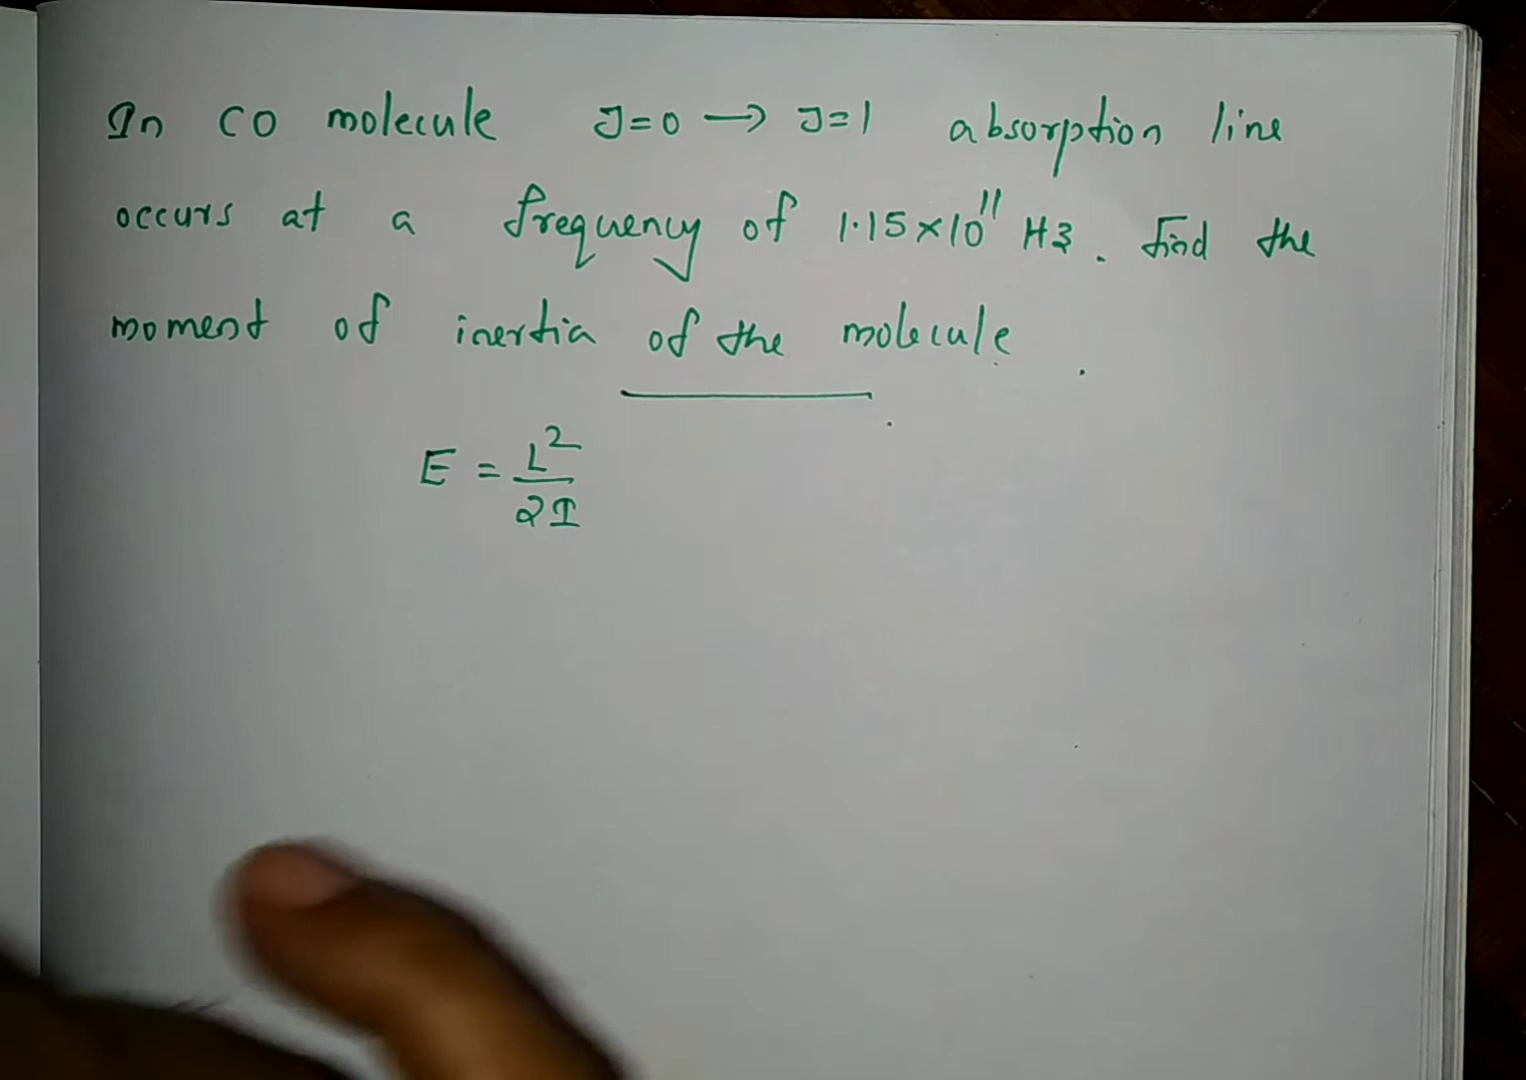 In CO molecule J=0 → J=1 absorption line
occurs at a frequency of 1.15×10¹¹ Hz. find the
moment of inertia of the molecule.
E = L²/2I